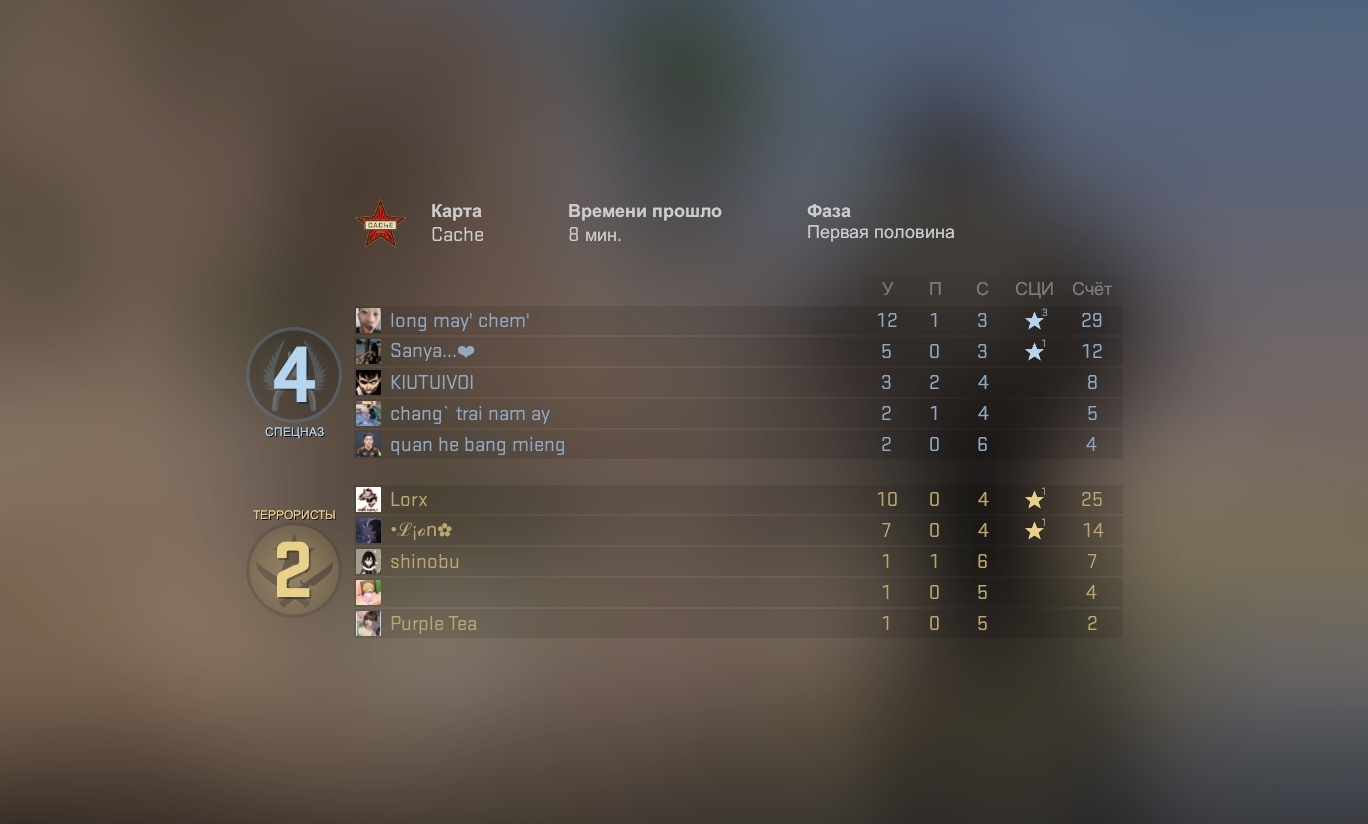 Карта Времени прошло Фаза
CACHE Cache 8 мин. Первая половина
У П С СЦИ Счёт
long may' chem' 12 1 3 ★3 29
Sanya...❤ 5 0 3 ★1 12
KIUTUIVOI 3 2 4 8
chang` trai nam ay 2 1 4 5
quan he bang mieng 2 0 6 4
4
СПЕЦНАЗ
Lorx 10 0 4 ★1 25
•ℒ¡ℴn✿ 7 0 4 ★1 14
shinobu 1 1 6 7
1 0 5 4
Purple Tea 1 0 5 2
ТЕРРОРИСТЫ
2